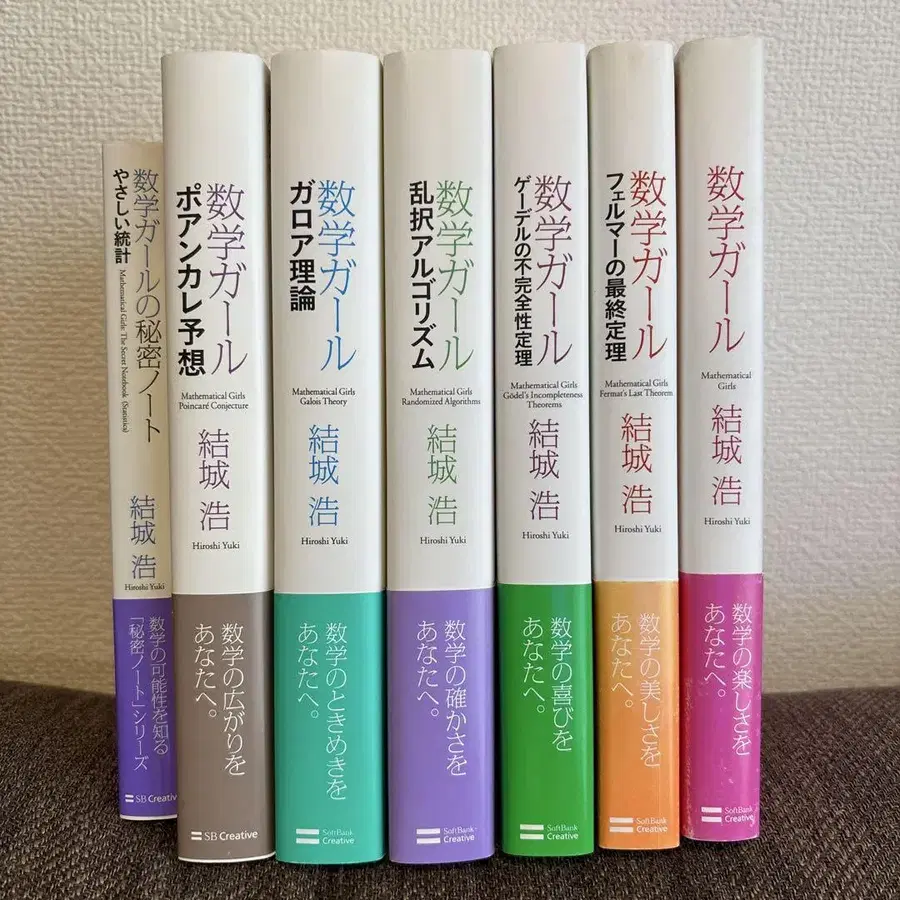 数学ガールの秘密ノート
やさしい統計
Mathematical Girls: The Secret Notebook (Statistics)
結城 浩
Hiroshi Yuki
数学の可能性を知る
「秘密ノート」シリーズ
SB Creative
数学ガール
ポアンカレ予想
Mathematical Girls
Poincaré Conjecture
結城 浩
Hiroshi Yuki
数学の広がりを
あなたへ。
SB Creative
数学ガール
ガロア理論
Mathematical Girls
Galois Theory
結城 浩
Hiroshi Yuki
数学のときめきを
あなたへ。
SoftBank
Creative
数学ガール
乱択アルゴリズム
Mathematical Girls
Randomized Algorithms
結城 浩
Hiroshi Yuki
数学の確かさを
あなたへ。
SoftBank
Creative
数学ガール
ゲーデルの不完全性定理
Mathematical Girls
Gödel's Incompleteness
Theorems
結城 浩
Hiroshi Yuki
数学の喜びを
あなたへ。
SoftBank
Creative
数学ガール
フェルマーの最終定理
Mathematical Girls
Fermat's Last Theorem
結城 浩
Hiroshi Yuki
数学の美しさを
あなたへ。
SoftBank
Creative
数学ガール
Mathematical
Girls
結城 浩
Hiroshi Yuki
数学の楽しさを
あなたへ。
SoftBank
Creative